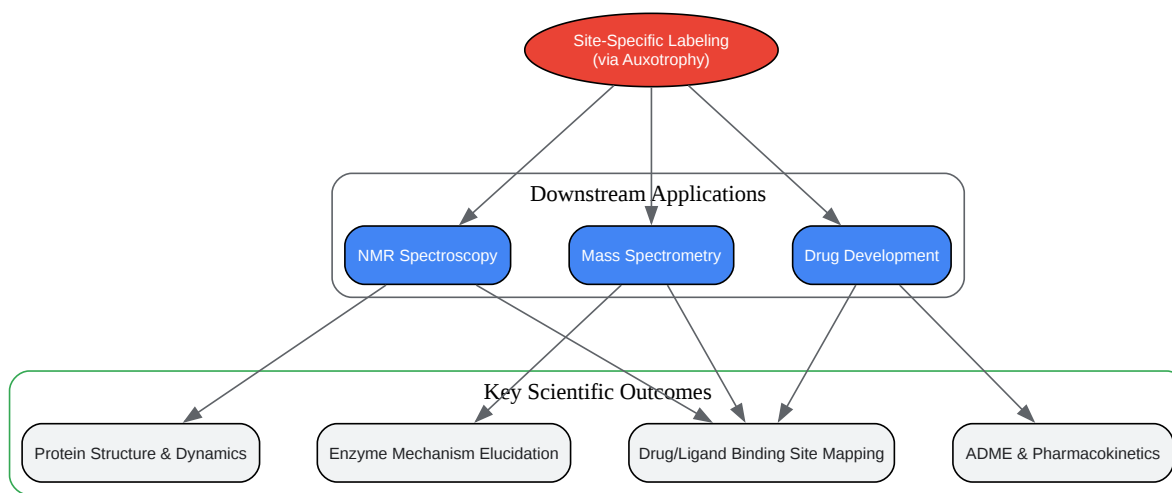 Site-Specific Labeling
(via Auxotrophy)
Downstream Applications
NMR Spectroscopy
Mass Spectrometry
Drug Development
Key Scientific Outcomes
Protein Structure & Dynamics
Enzyme Mechanism Elucidation
Drug/Ligand Binding Site Mapping
ADME & Pharmacokinetics